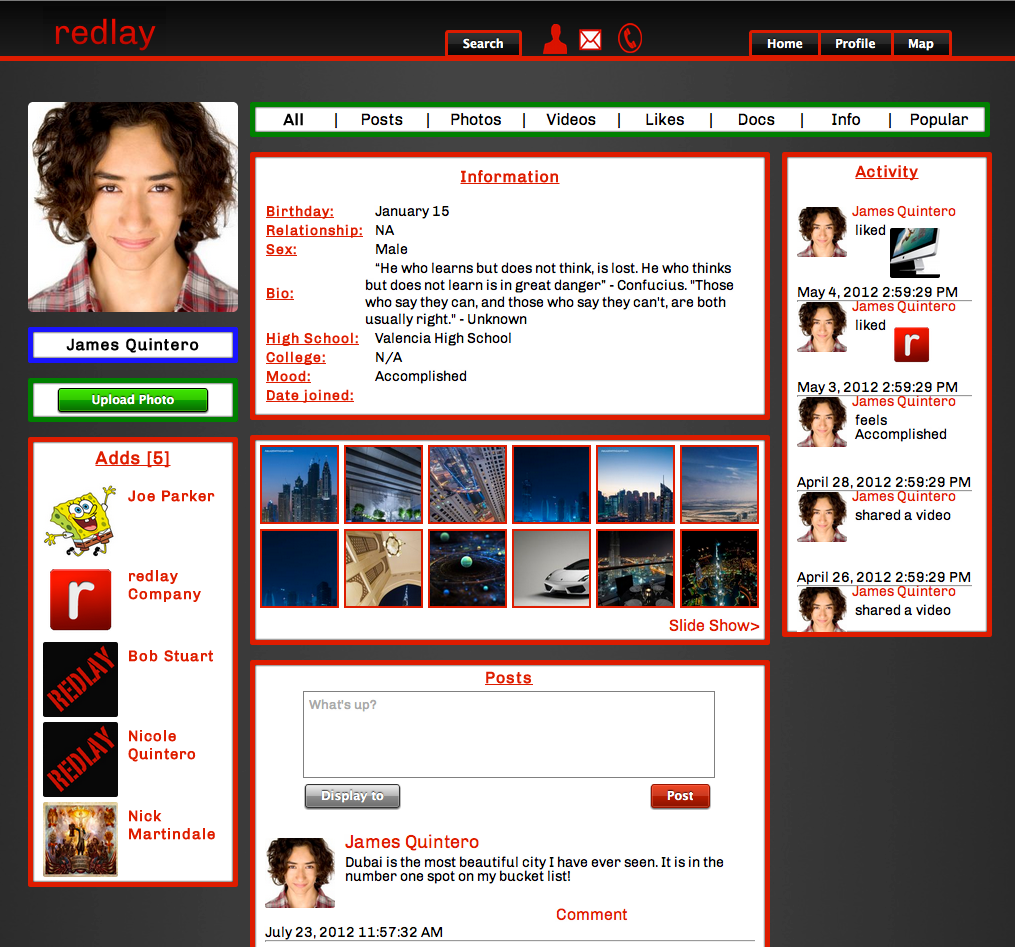 redlay
Search
Home
Profile
Map
All | Posts | Photos | Videos | Likes | Docs | Info | Popular
James Quintero
Upload Photo
Adds [5]
Joe Parker
r
redlay
Company
REDLAY
Bob Stuart
REDLAY
Nicole
Quintero
Nick
Martindale
Information
Birthday: January 15
Relationship: NA
Sex: Male
Bio:
"He who learns but does not think, is lost. He who thinks
but does not learn is in great danger" - Confucius. "Those
who say they can, and those who say they can't, are both
usually right." - Unknown
High School: Valencia High School
College: N/A
Mood: Accomplished
Date joined:
Slide Show>
Posts
What's up?
Display to
Post
James Quintero
Dubai is the most beautiful city I have ever seen. It is in the
number one spot on my bucket list!
Comment
July 23, 2012 11:57:32 AM
Activity
James Quintero
liked
May 4, 2012 2:59:29 PM
James Quintero
liked
r
May 3, 2012 2:59:29 PM
James Quintero
feels
Accomplished
April 28, 2012 2:59:29 PM
James Quintero
shared a video
April 26, 2012 2:59:29 PM
James Quintero
shared a video